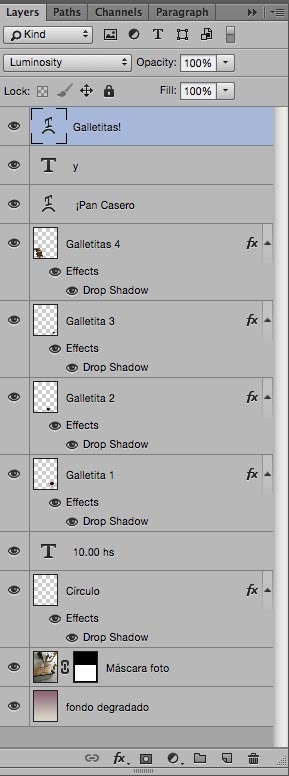 Layers Paths Channels Paragraph
Kind T
Luminosity Opacity: 100%
Lock: Fill: 100%
Galletitas!
T y
¡Pan Casero
Galletitas 4 fx
Effects
Drop Shadow
Galletita 3 fx
Effects
Drop Shadow
Galletita 2 fx
Effects
Drop Shadow
Galletita 1 fx
Effects
Drop Shadow
T 10.00 hs
Círculo fx
Effects
Drop Shadow
Máscara foto
fondo degradado
fx